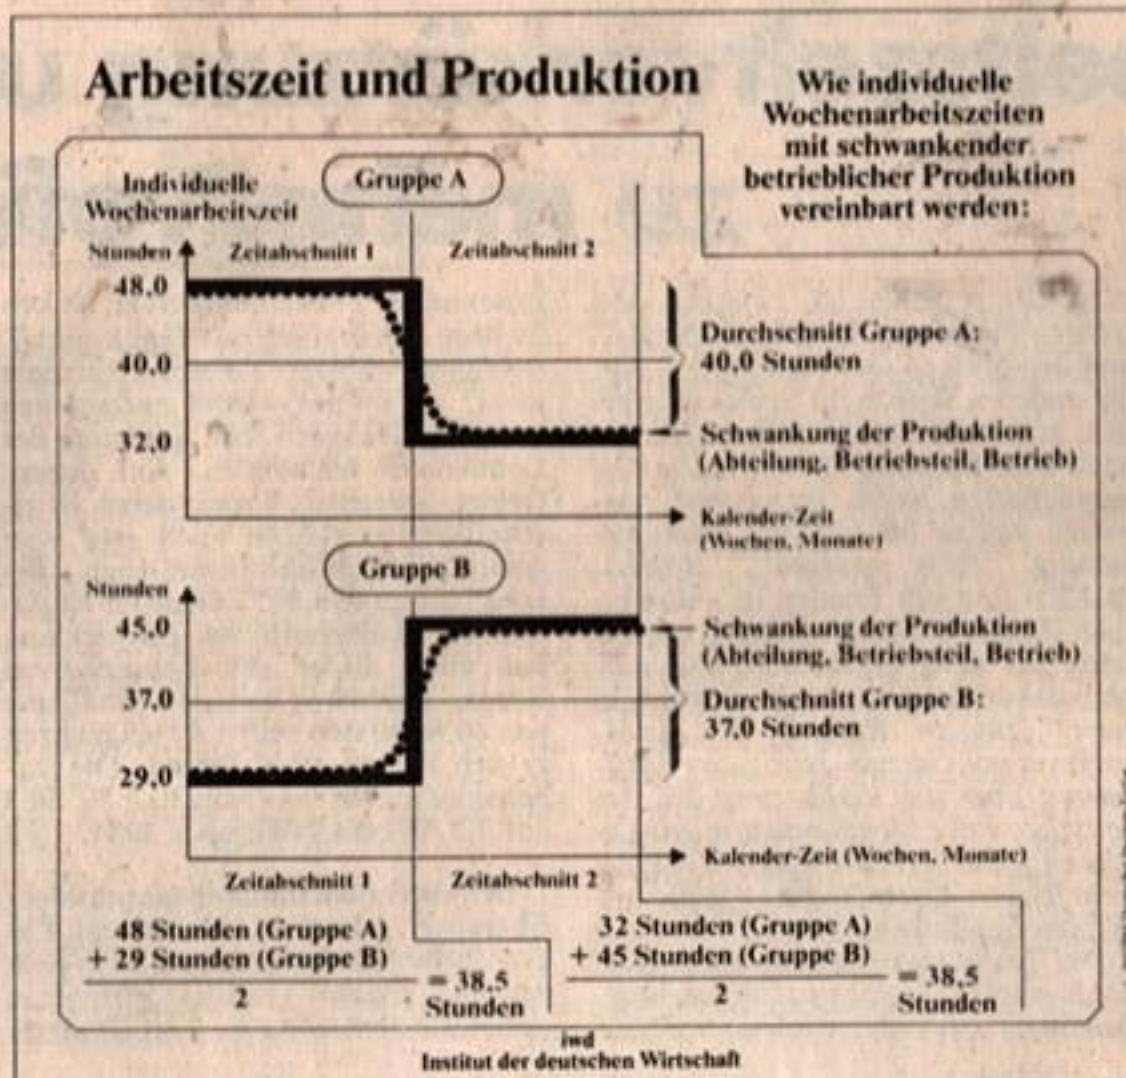 Arbeitszeit und Produktion
Wie individuelle
Wochenarbeitszeiten
mit schwankender
betrieblicher Produktion
vereinbart werden:
Individuelle
Wochenarbeitszeit
Gruppe A
Stunden
Zeitabschnitt 1
Zeitabschnitt 2
48,0
40,0
32,0
Durchschnitt Gruppe A:
40,0 Stunden
Schwankung der Produktion
(Abteilung, Betriebsteil, Betrieb)
Kalender-Zeit
(Wochen, Monate)
Gruppe B
Stunden
45,0
37,0
29,0
Schwankung der Produktion
(Abteilung, Betriebsteil, Betrieb)
Durchschnitt Gruppe B:
37,0 Stunden
Kalender-Zeit (Wochen, Monate)
Zeitabschnitt 1
Zeitabschnitt 2
48 Stunden (Gruppe A)
+ 29 Stunden (Gruppe B)
2
= 38,5
Stunden
32 Stunden (Gruppe A)
+ 45 Stunden (Gruppe B)
2
= 38,5
Stunden
iwd
Institut der deutschen Wirtschaft